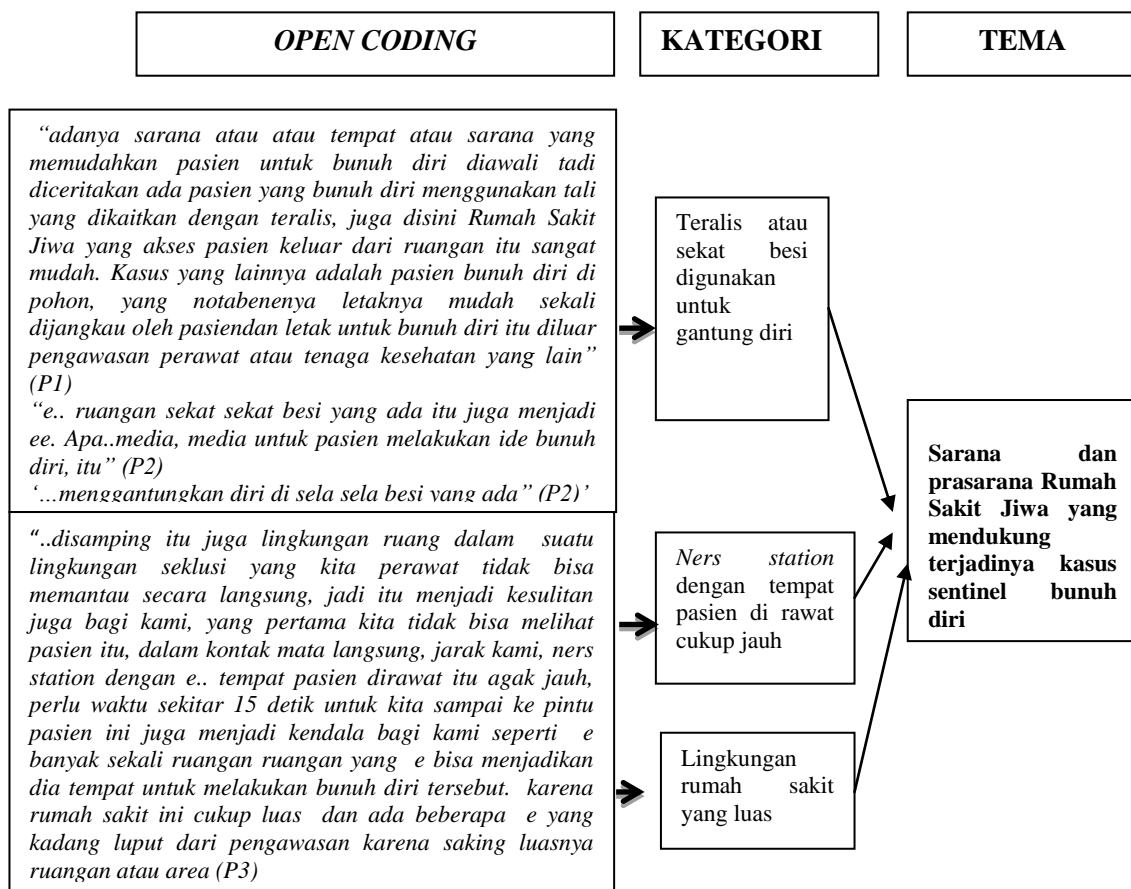 OPEN CODING
KATEGORI
TEMA
“adanya sarana atau atau tempat atau sarana yang
memudahkan pasien untuk bunuh diri diawali tadi
diceritakan ada pasien yang bunuh diri menggunakan tali
yang dikaitkan dengan teralis, juga disini Rumah Sakit
Jiwa yang akses pasien keluar dari ruangan itu sangat
mudah. Kasus yang lainnya adalah pasien bunuh diri di
pohon, yang notabenenya letaknya mudah sekali
dijangkau oleh pasiendan letak untuk bunuh diri itu diluar
pengawasan perawat atau tenaga kesehatan yang lain”
(P1)
“e.. ruangan sekat sekat besi yang ada itu juga menjadi
ee. Apa..media, media untuk pasien melakukan ide bunuh
diri, itu” (P2)
‘…menggantungkan diri di sela sela besi yang ada” (P2)’
“..disamping itu juga lingkungan ruang dalam suatu
lingkungan seklusi yang kita perawat tidak bisa
memantau secara langsung, jadi itu menjadi kesulitan
juga bagi kami, yang pertama kita tidak bisa melihat
pasien itu, dalam kontak mata langsung, jarak kami, ners
station dengan e.. tempat pasien dirawat itu agak jauh,
perlu waktu sekitar 15 detik untuk kita sampai ke pintu
pasien ini juga menjadi kendala bagi kami seperti e
banyak sekali ruangan ruangan yang e bisa menjadikan
dia tempat untuk melakukan bunuh diri tersebut. karena
rumah sakit ini cukup luas dan ada beberapa e yang
kadang luput dari pengawasan karena saking luasnya
ruangan atau area (P3)
Teralis atau
sekat besi
digunakan
untuk
gantung diri
Ners station
dengan tempat
pasien di rawat
cukup jauh
Lingkungan
rumah sakit
yang luas
Sarana dan
prasarana Rumah
Sakit Jiwa yang
mendukung
terjadinya kasus
sentinel bunuh
diri